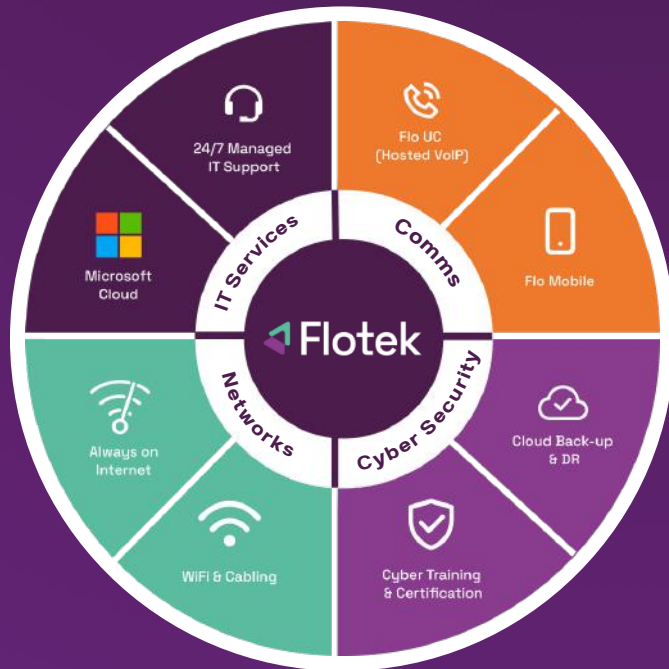 24/7 Managed
IT Support
Flo UC
(Hosted VoIP)
Microsoft
Cloud
Flo Mobile
IT Services
Comms
Flotek
Networks
Cyber Security
Always on
Internet
Cloud Back-up
& DR
WiFi & Cabling
Cyber Training
& Certification